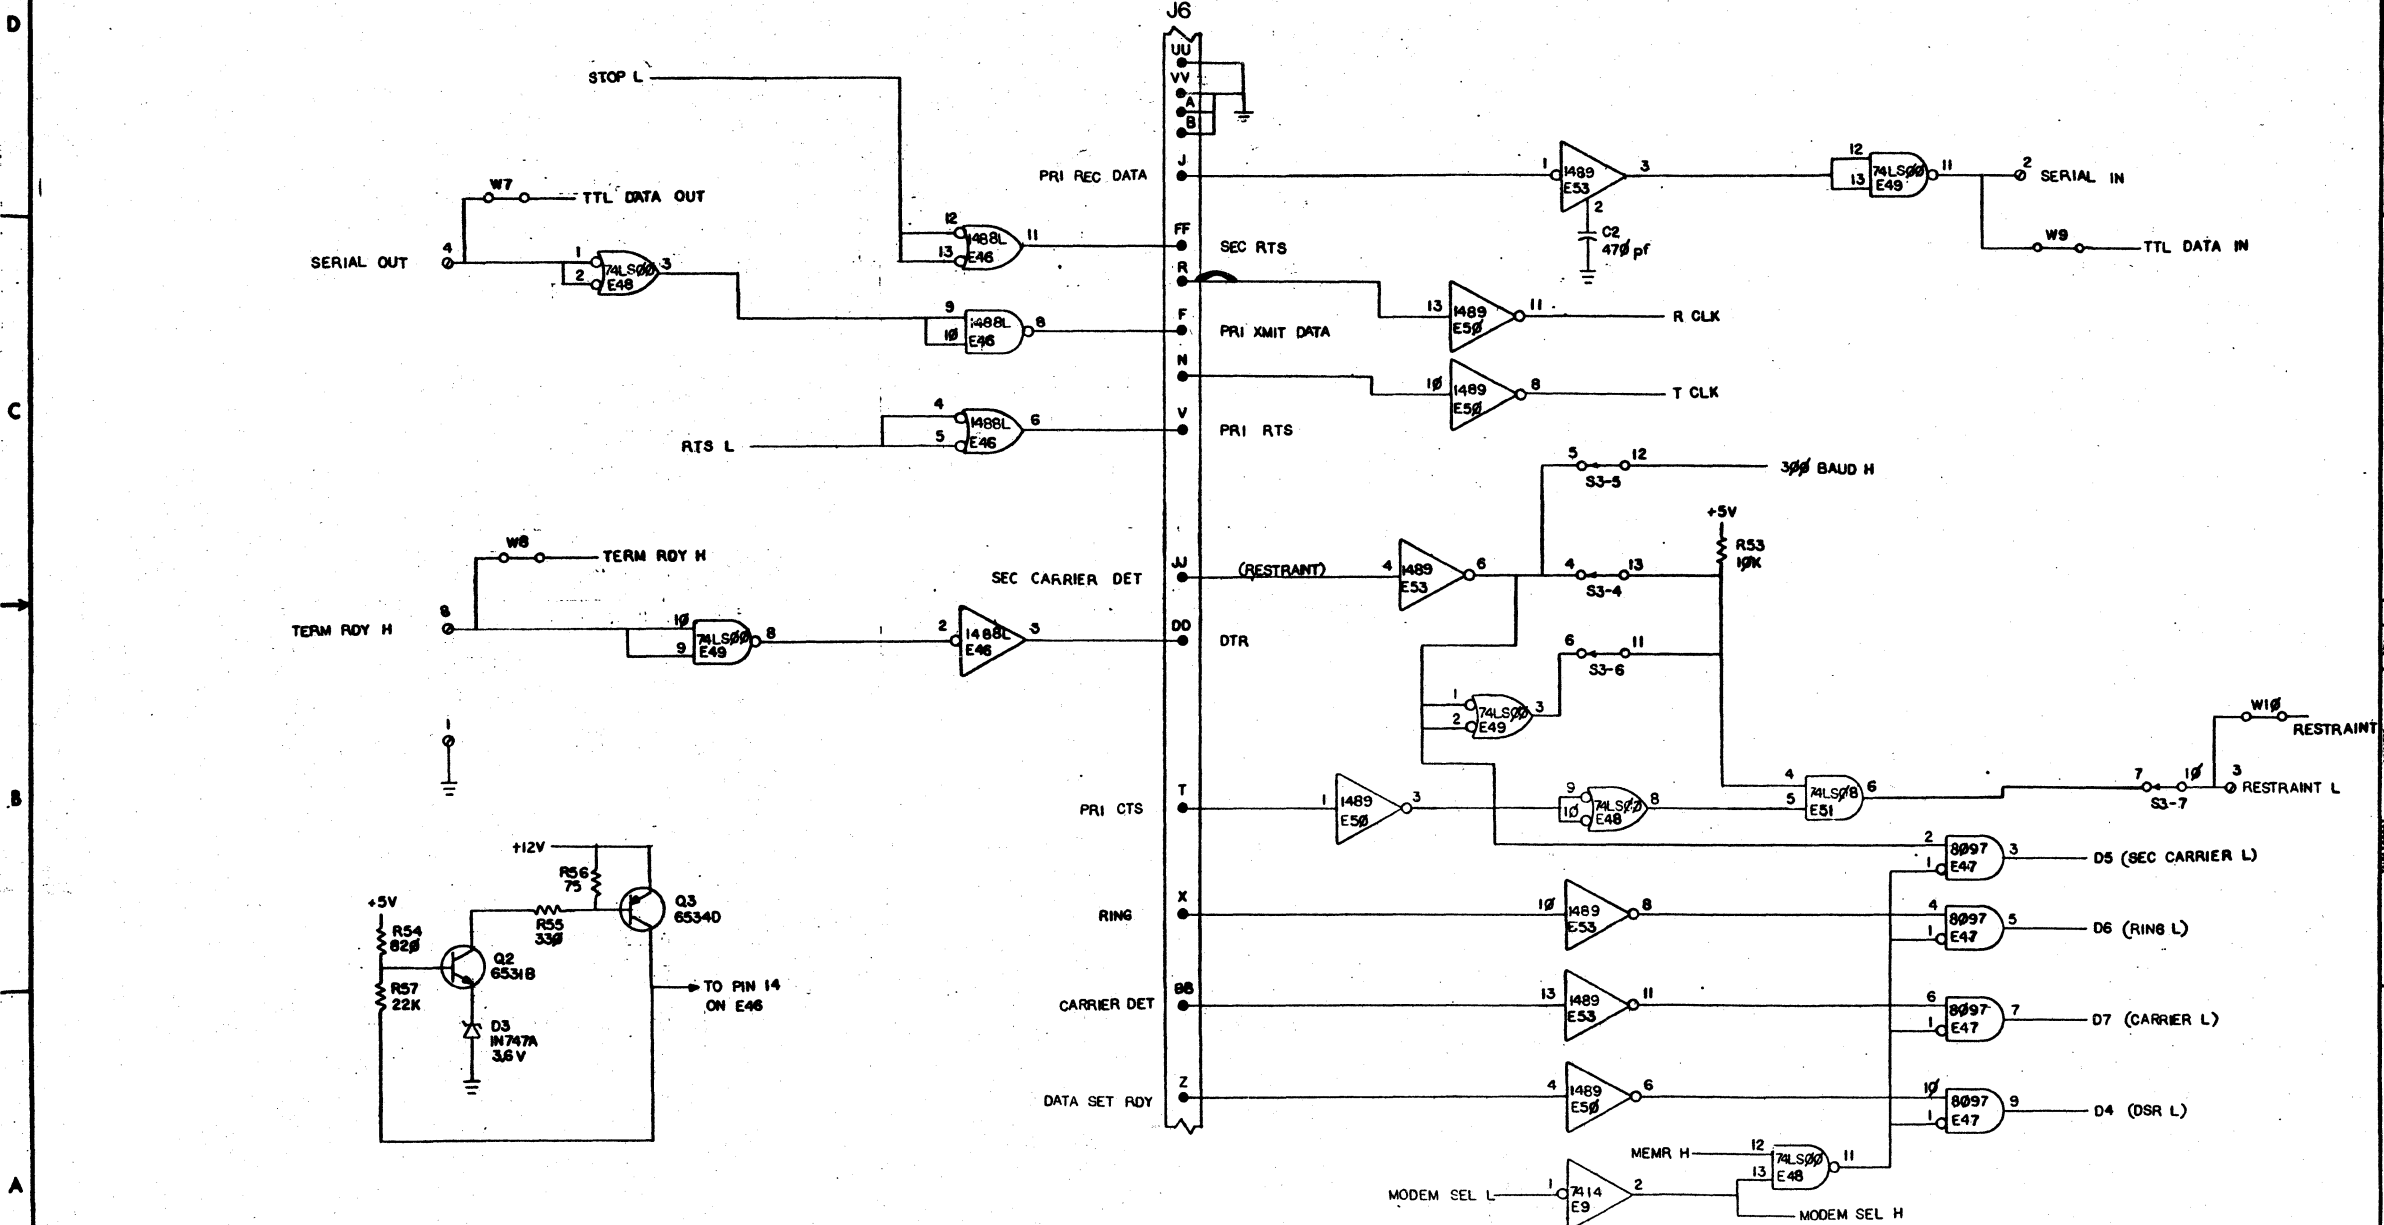 D
J6
UU
VV
A
B
STOP L
W7
TTL DATA OUT
SERIAL OUT
4
1
2
74LSØØ
E48
3
12
13
1488L
E46
11
9
1Ø
1488L
E46
8
PRI REC DATA
J
1
1489
E53
3
2
C2
47Ø pf
12
13
74LSØØ
E49
11
2
SERIAL IN
W9
TTL DATA IN
FF
SEC RTS
R
13
1489
E5Ø
11
R CLK
F
PRI XMIT DATA
N
1Ø
1489
E5Ø
8
T CLK
C
RTS L
4
5
1488L
E46
6
V
PRI RTS
5
12
S3-5
3ØØ BAUD H
+5V
R53
1ØK
W8
TERM RDY H
SEC CARRIER DET
JJ
(RESTRAINT)
4
1489
E53
6
4
13
S3-4
TERM RDY H
8
1Ø
9
74LSØØ
E49
8
2
1488L
E46
3
DD
DTR
6
11
S3-6
1
2
74LSØØ
E49
3
1
W1Ø
RESTRAINT
B
PRI CTS
T
1
1489
E5Ø
3
9
1Ø
74LSØØ
E48
8
4
5
74LSØ8
E51
6
7
1Ø
S3-7
3
RESTRAINT L
2
1
8Ø97
E47
3
D5 (SEC CARRIER L)
+12V
R56
75
Q3
6534D
+5V
R54
82Ø
R55
33Ø
Q2
6531B
R57
22K
D3
IN747A
3.6V
TO PIN 14
ON E46
RING
X
1Ø
1489
E53
8
4
1
8Ø97
E47
5
D6 (RING L)
CARRIER DET
BB
13
1489
E53
11
6
1
8Ø97
E47
7
D7 (CARRIER L)
DATA SET RDY
Z
4
1489
E5Ø
6
1Ø
1
8Ø97
E47
9
D4 (DSR L)
A
MEMR H
12
13
74LSØØ
E48
11
MODEM SEL L
1
7414
E9
2
MODEM SEL H